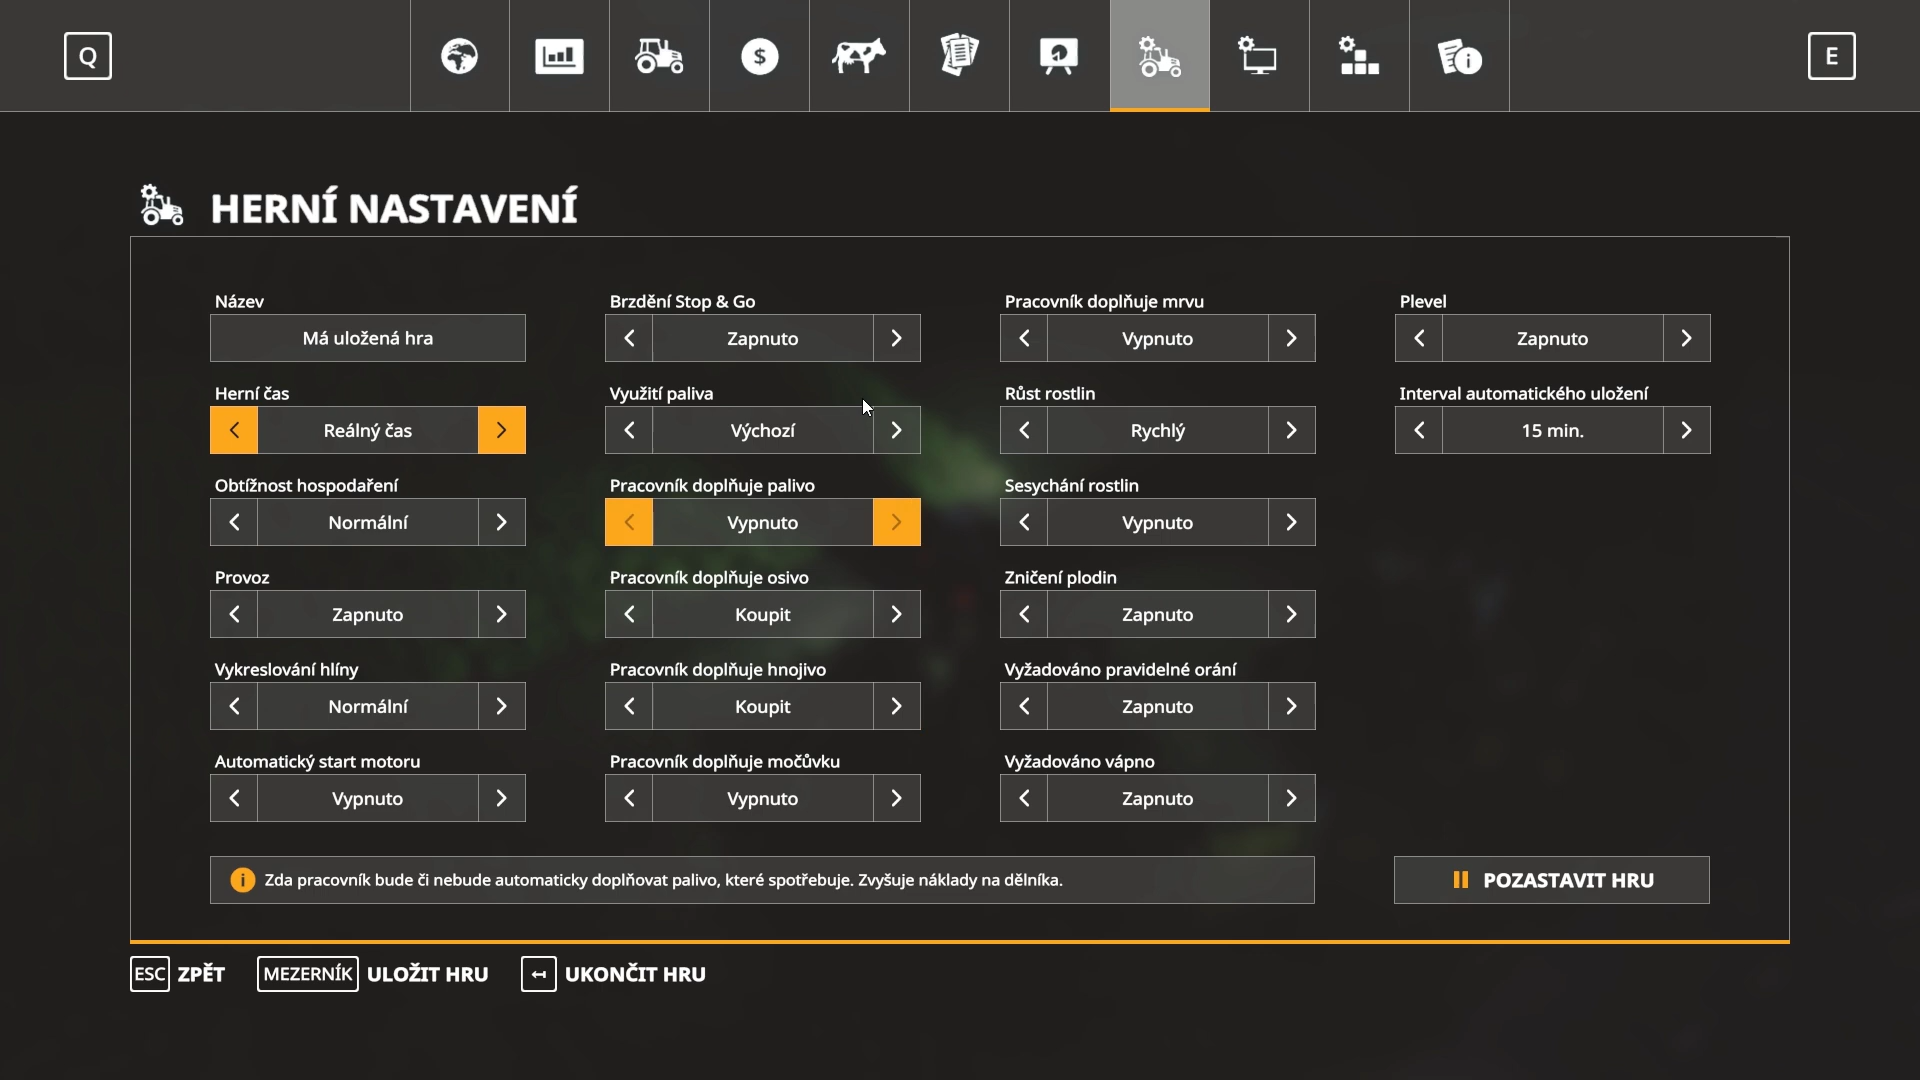 Q
E
HERNÍ NASTAVENÍ
Název
Má uložená hra
Herní čas
Reálný čas
Obtížnost hospodaření
Normální
Provoz
Zapnuto
Vykreslování hlíny
Normální
Automatický start motoru
Vypnuto
Brzdění Stop & Go
Zapnuto
Využití paliva
Výchozí
Pracovník doplňuje palivo
Vypnuto
Pracovník doplňuje osivo
Koupit
Pracovník doplňuje hnojivo
Koupit
Pracovník doplňuje močůvku
Vypnuto
Pracovník doplňuje mrvu
Vypnuto
Růst rostlin
Rychlý
Sesychání rostlin
Vypnuto
Zničení plodin
Zapnuto
Vyžadováno pravidelné orání
Zapnuto
Vyžadováno vápno
Zapnuto
Plevel
Zapnuto
Interval automatického uložení
15 min.
Zda pracovník bude či nebude automaticky doplňovat palivo, které spotřebuje. Zvyšuje náklady na dělníka.
POZASTAVIT HRU
ESC ZPĚT MEZERNÍK ULOŽIT HRU UKONČIT HRU